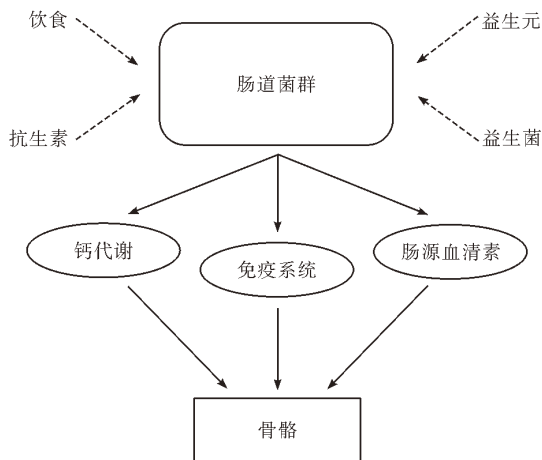 饮食
益生元
肠道菌群
抗生素
益生菌
钙代谢
免疫系统
肠源血清素
骨骼